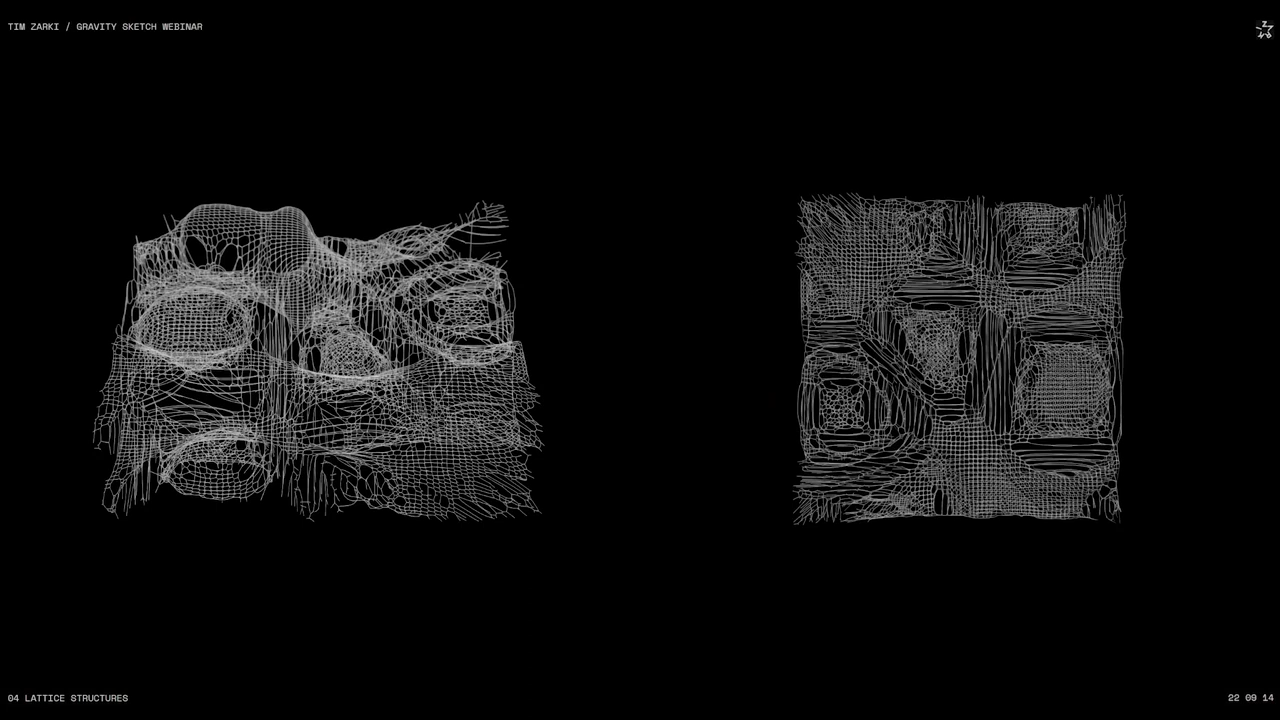 TIM ZARKI / GRAVITY SKETCH WEBINAR
04 LATTICE STRUCTURES
22 09 14